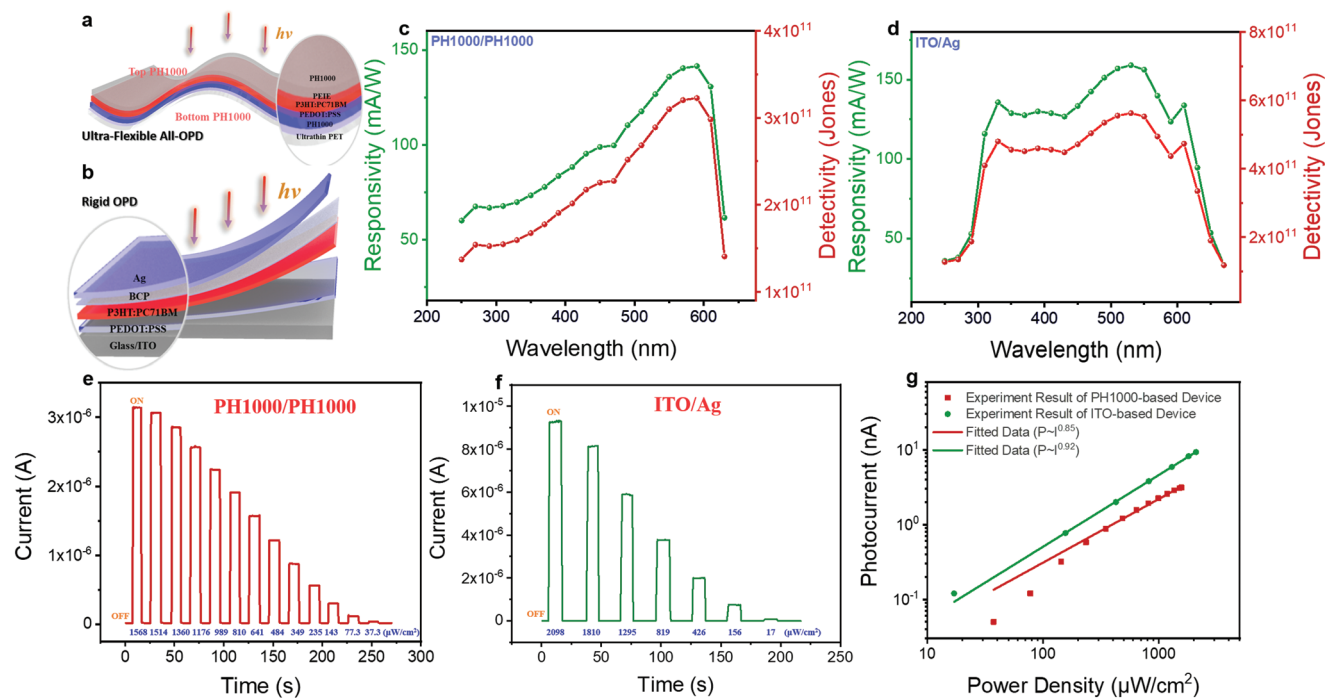 a
hν
Top PH1000
Bottom PH1000
Ultra-Flexible All-OPD
PH1000
PEIE
P3HT:PC71BM
PEDOT:PSS
PH1000
Ultrathin PET
b
hν
Rigid OPD
Ag
BCP
P3HT:PC71BM
PEDOT:PSS
Glass/ITO
c
PH1000/PH1000
Responsivity (mA/W)
150
100
50
Detectivity (Jones)
4x10¹¹
3x10¹¹
2x10¹¹
1x10¹¹
200 300 400 500 600 700
Wavelength (nm)
d
ITO/Ag
Responsivity (mA/W)
150
100
50
Detectivity (Jones)
8x10¹¹
6x10¹¹
4x10¹¹
2x10¹¹
0
200 300 400 500 600 700
Wavelength (nm)
e
PH1000/PH1000
ON
OFF
Current (A)
3x10⁻⁶
2x10⁻⁶
1x10⁻⁶
0
1568 1514 1360 1176 989 810 641 484 349 235 143 77.3 37.3 (μW/cm²)
0 50 100 150 200 250 300
Time (s)
f
ITO/Ag
ON
OFF
Current (A)
1x10⁻⁵
8x10⁻⁶
6x10⁻⁶
4x10⁻⁶
2x10⁻⁶
0
2098 1810 1295 819 426 156 17 (μW/cm²)
0 50 100 150 200 250
Time (s)
g
Experiment Result of PH1000-based Device
Experiment Result of ITO-based Device
Fitted Data (P~I⁰·⁸⁵)
Fitted Data (P~I⁰·⁹²)
Photocurrent (nA)
10¹
10⁰
10⁻¹
10 100 1000
Power Density (μW/cm²)